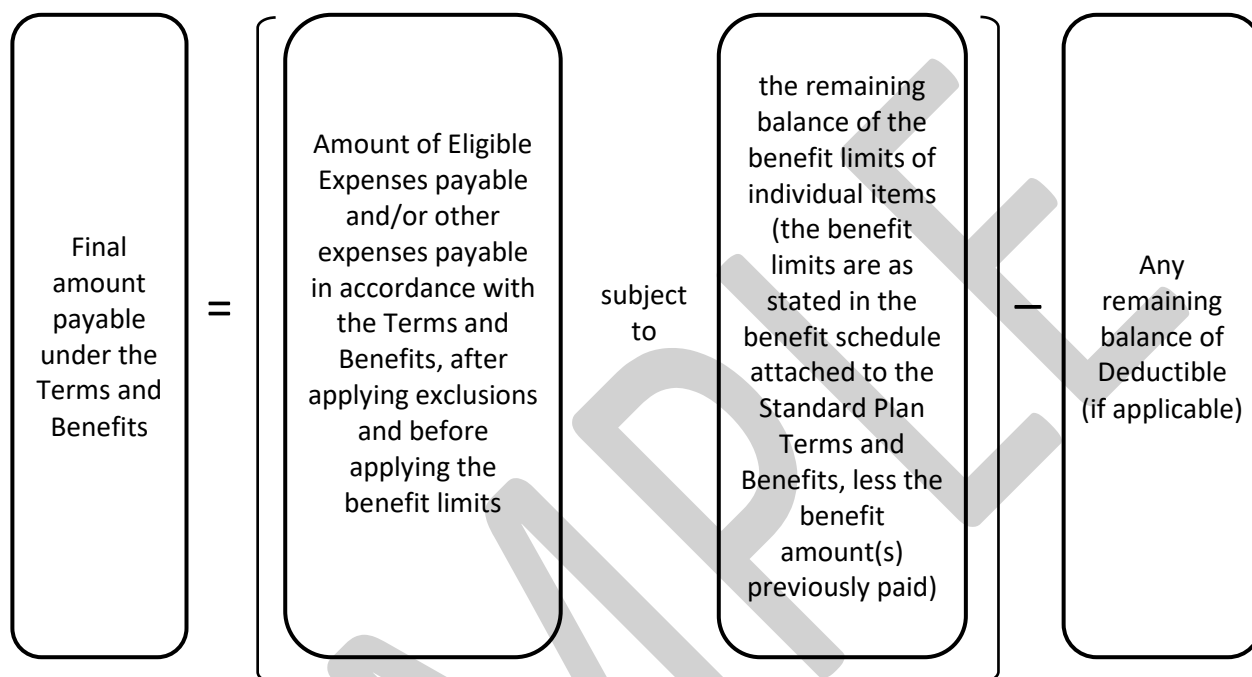 Final
amount
payable
under the
Terms and
Benefits
=
Amount of Eligible
Expenses payable
and/or other
expenses payable
in accordance with
the Terms and
Benefits, after
applying exclusions
and before
applying the
benefit limits
subject
to
the remaining
balance of the
benefit limits of
individual items
(the benefit
limits are as
stated in the
benefit schedule
attached to the
Standard Plan
Terms and
Benefits, less the
benefit
amount(s)
previously paid)
–
Any
remaining
balance of
Deductible
(if applicable)
MPLE